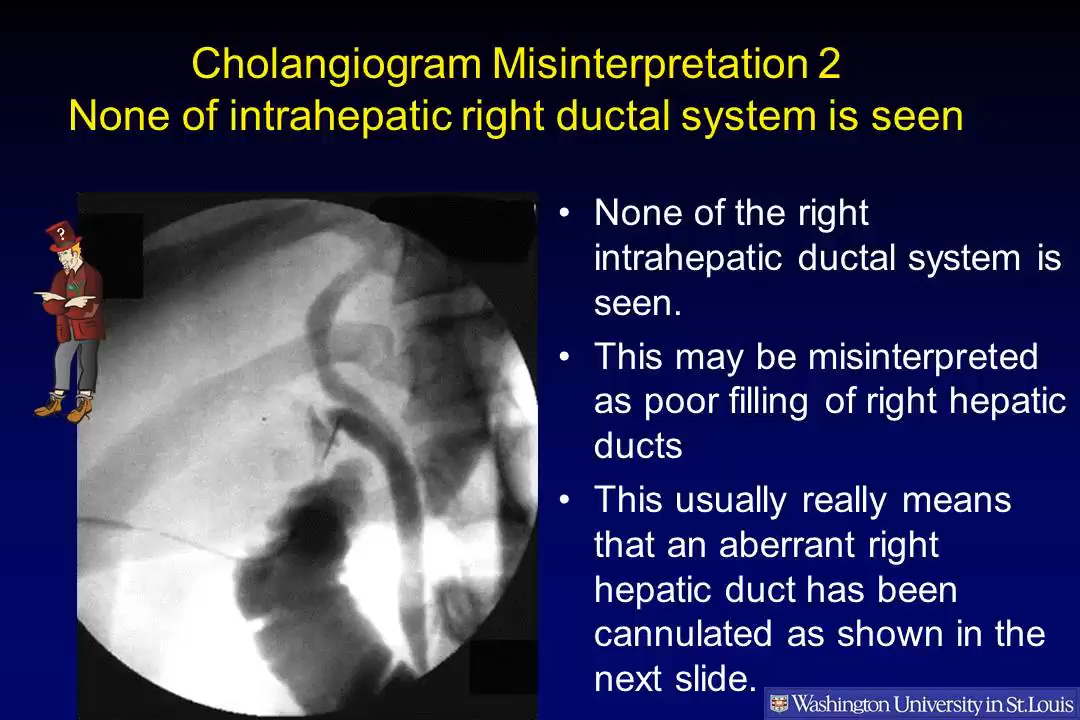 Cholangiogram Misinterpretation 2
None of intrahepatic right ductal system is seen
?
• None of the right
intrahepatic ductal system is
seen.
• This may be misinterpreted
as poor filling of right hepatic
ducts
• This usually really means
that an aberrant right
hepatic duct has been
cannulated as shown in the
next slide.
Washington University in St.Louis